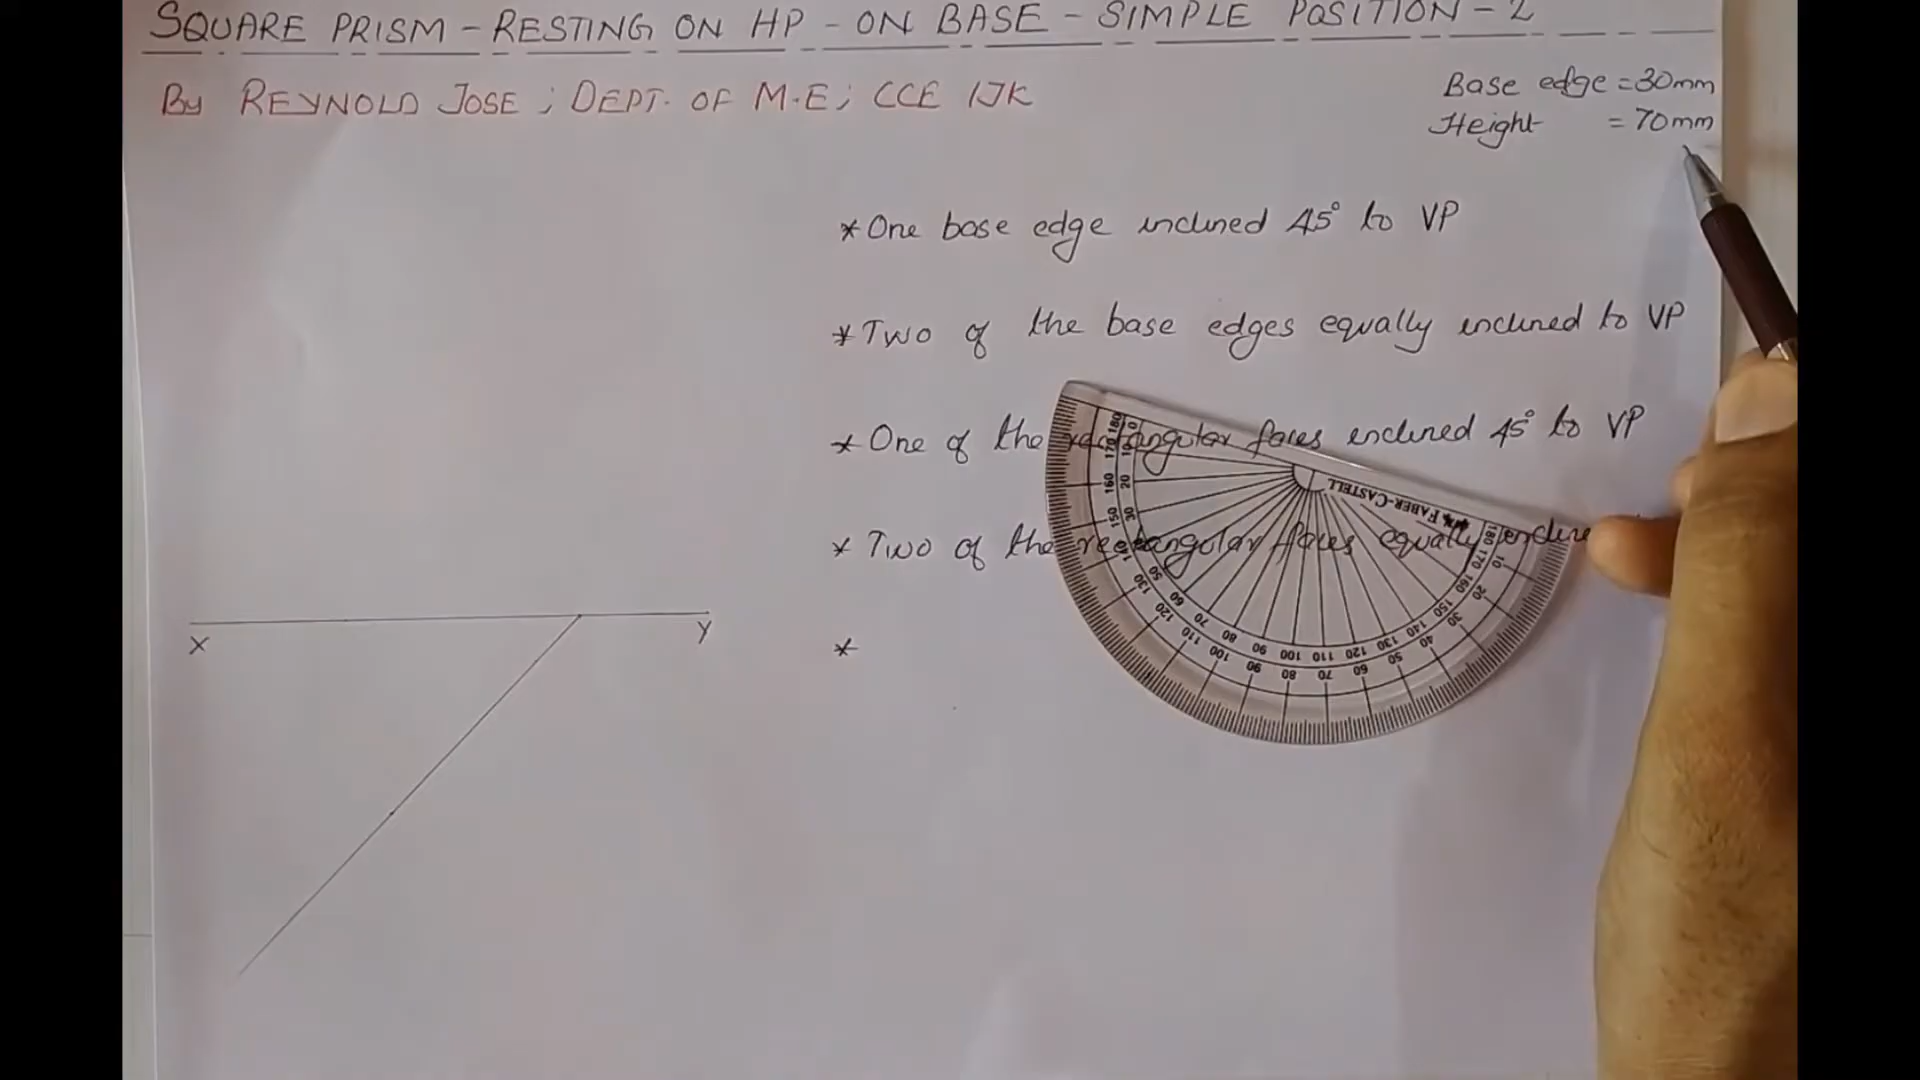 SQUARE PRISM - RESTING ON HP - ON BASE - SIMPLE POSITION - 2
By REYNOLD JOSE ; DEPT. OF M.E ; CCE IJK
Base edge = 30mm
Height = 70mm
* One base edge inclined 45° to VP
* Two of the base edges equally inclined to VP
* One of the rectangular faces inclined 45° to VP
* Two of the rectangular faces equally incline
*
X
Y
FABER-CASTELL